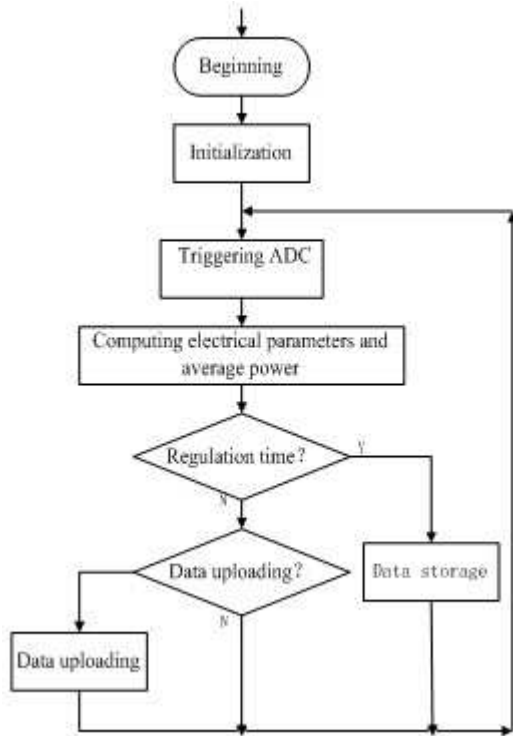 Beginning
Initialization
Triggering ADC
Computing electrical parameters and
average power
Regulation time?
Y
N
Data uploading?
Data storage
N
Data uploading